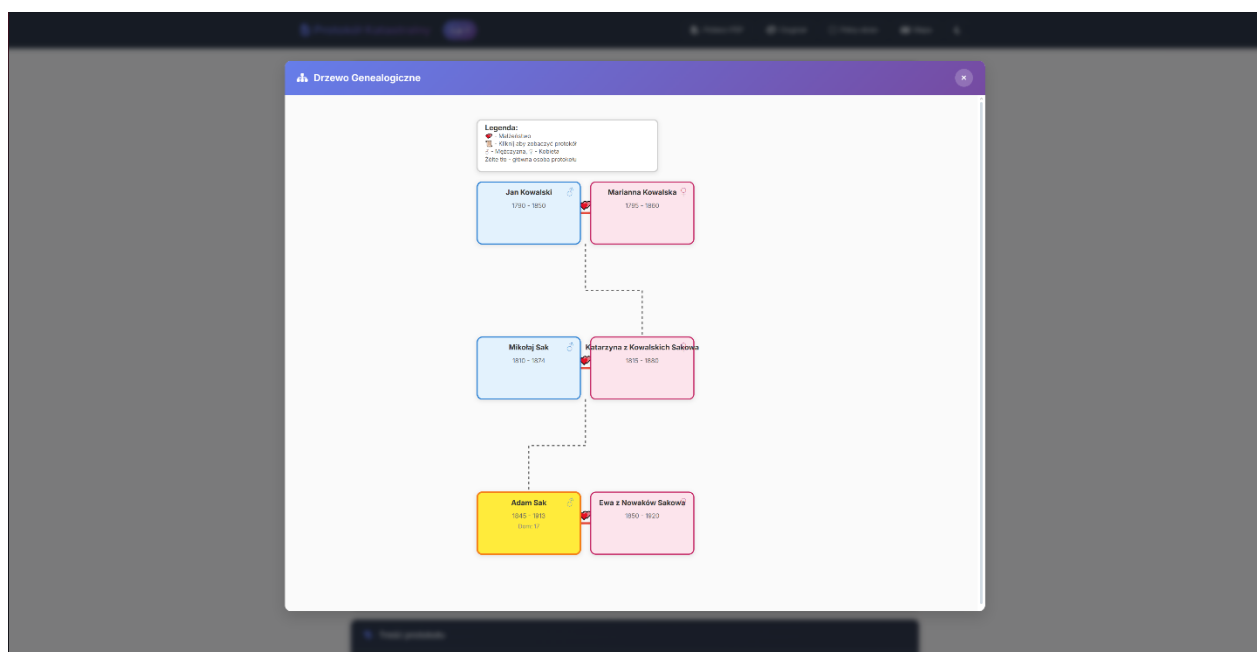 Drzewo Genealogiczne
×
Legenda:
- Małżeństwo
- Kliknij aby zobaczyć protokół
♂ - Mężczyzna, ♀ - Kobieta
Żółte tło - główna osoba protokołu
Jan Kowalski ♂
1790 - 1850
Marianna Kowalska ♀
1795 - 1860
Mikołaj Sak ♂
1810 - 1874
Katarzyna z Kowalskich Sakowa
1815 - 1880
Adam Sak ♂
1845 - 1910
Dom: 17
Ewa z Nowaków Sakowa
1850 - 1920